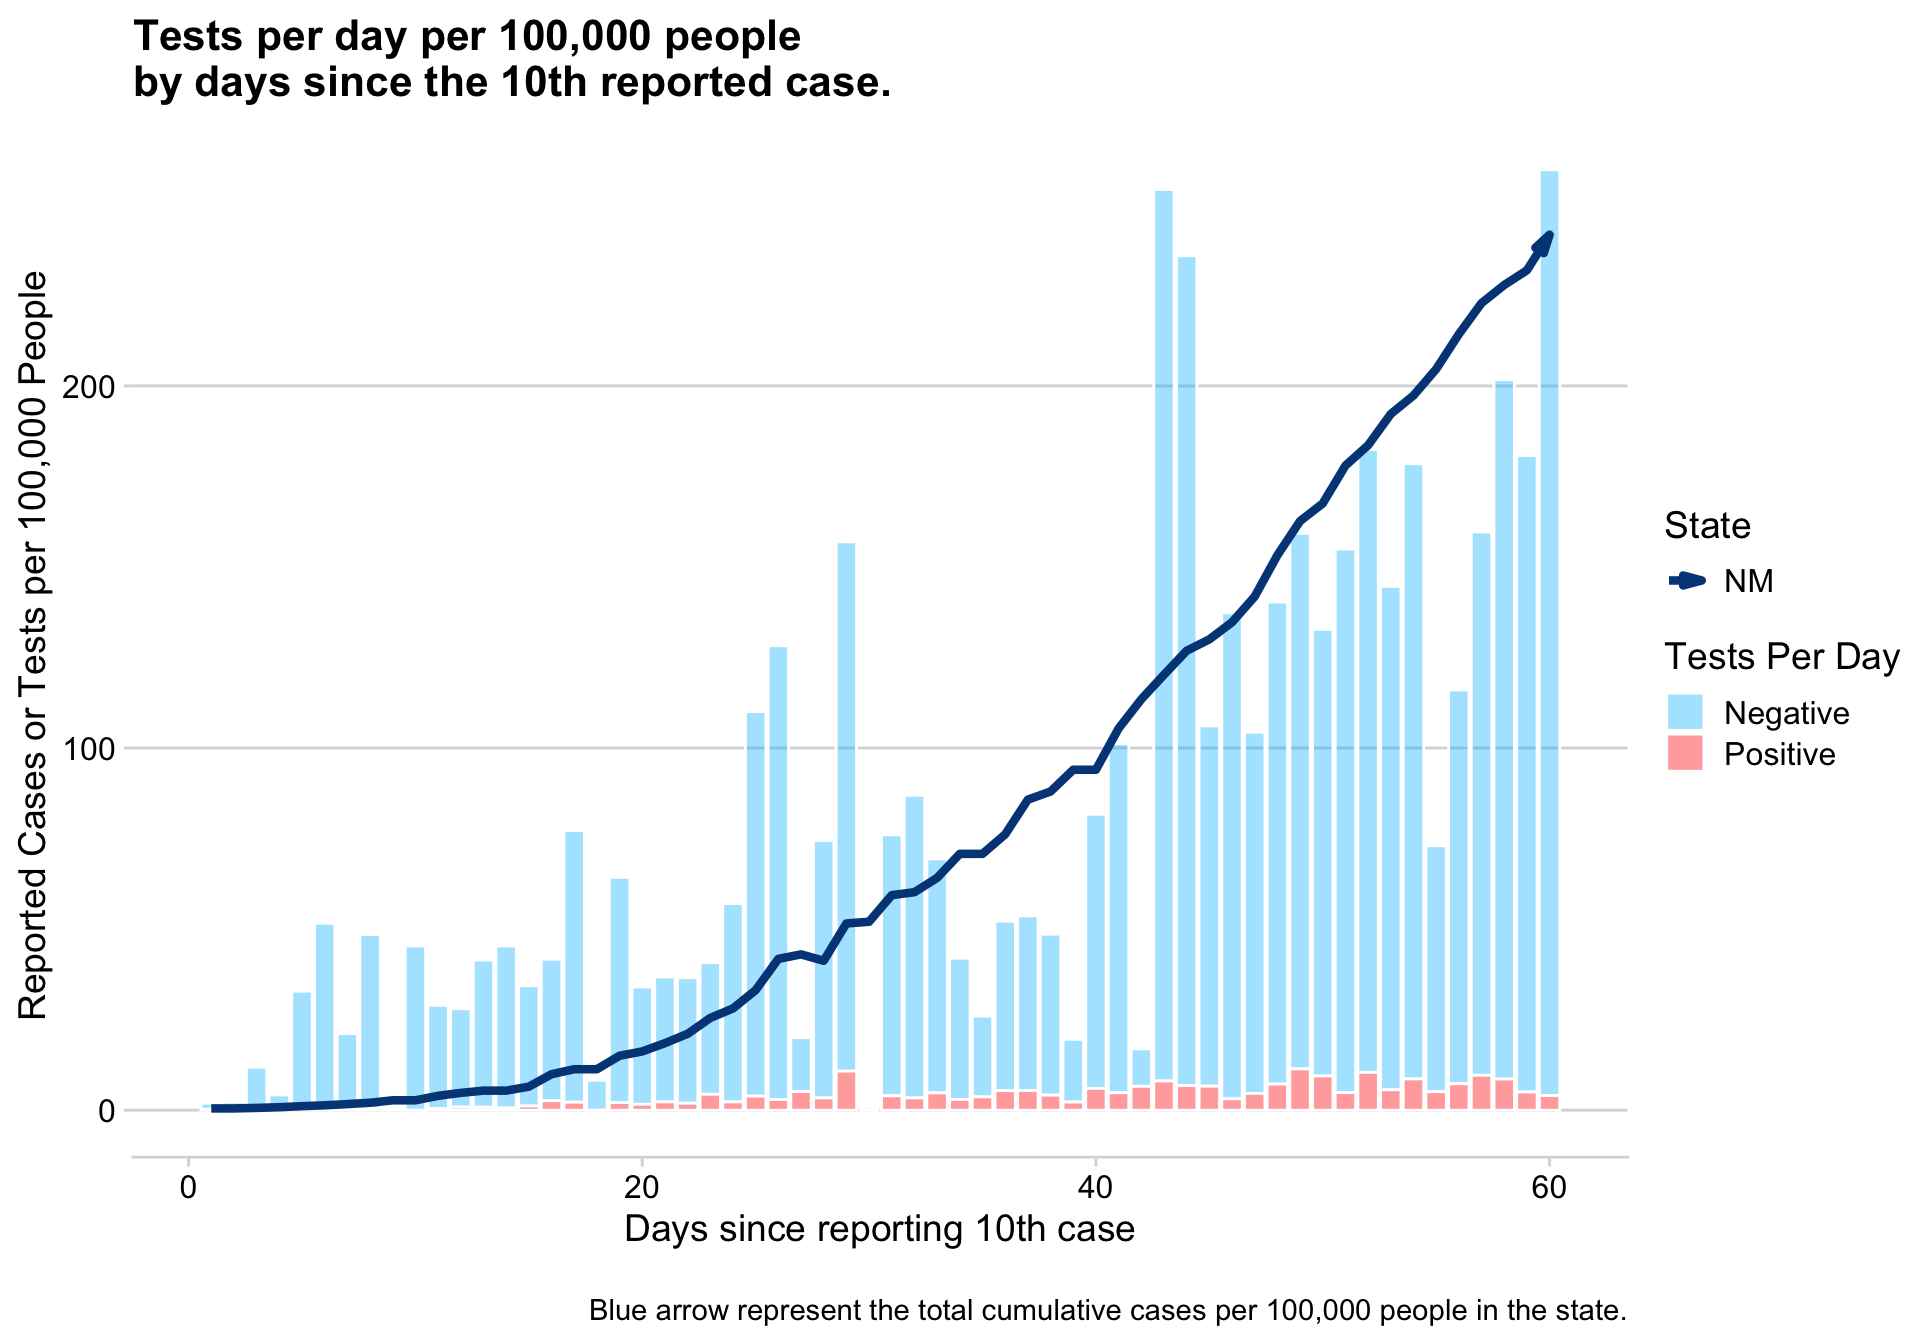 Tests per day per 100,000 people
by days since the 10th reported case.
Reported Cases or Tests per 100,000 People
200
100
0
0
20
40
60
Days since reporting 10th case
State
NM
Tests Per Day
Negative
Positive
Blue arrow represent the total cumulative cases per 100,000 people in the state.